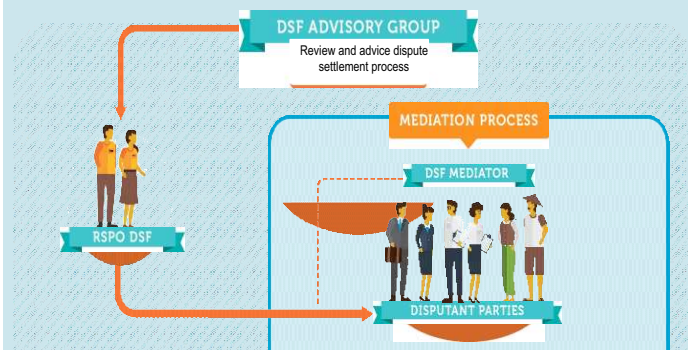 DSF ADVISORY GROUP
Review and advice dispute
settlement process
MEDIATION PROCESS
DSF MEDIATOR
RSPO DSF
DISPUTANT PARTIES